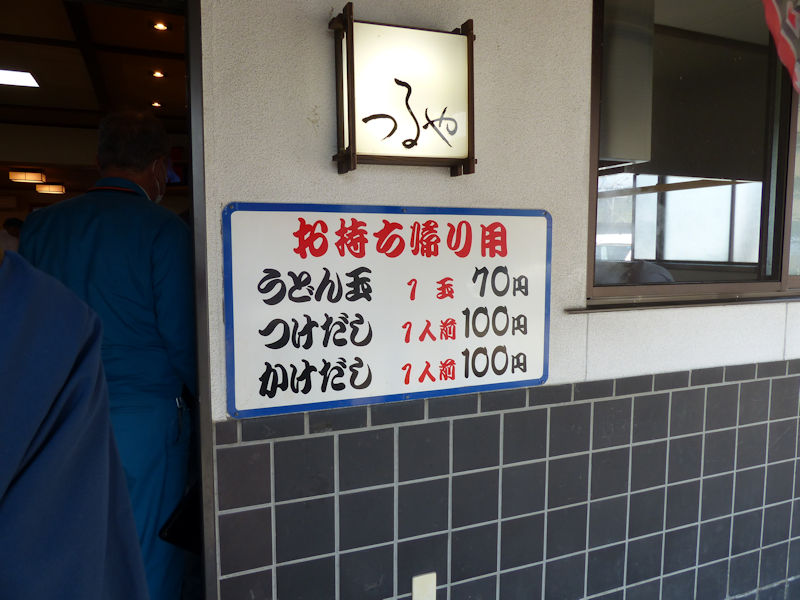 つるや
お持ち帰り用
うどん玉 1玉 70円
つけだし 1人前 100円
かけだし 1人前 100円